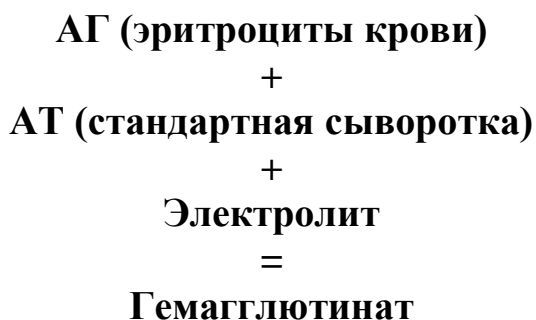 АГ (эритроциты крови)
+
АТ (стандартная сыворотка)
+
Электролит
=
Гемагглютинат